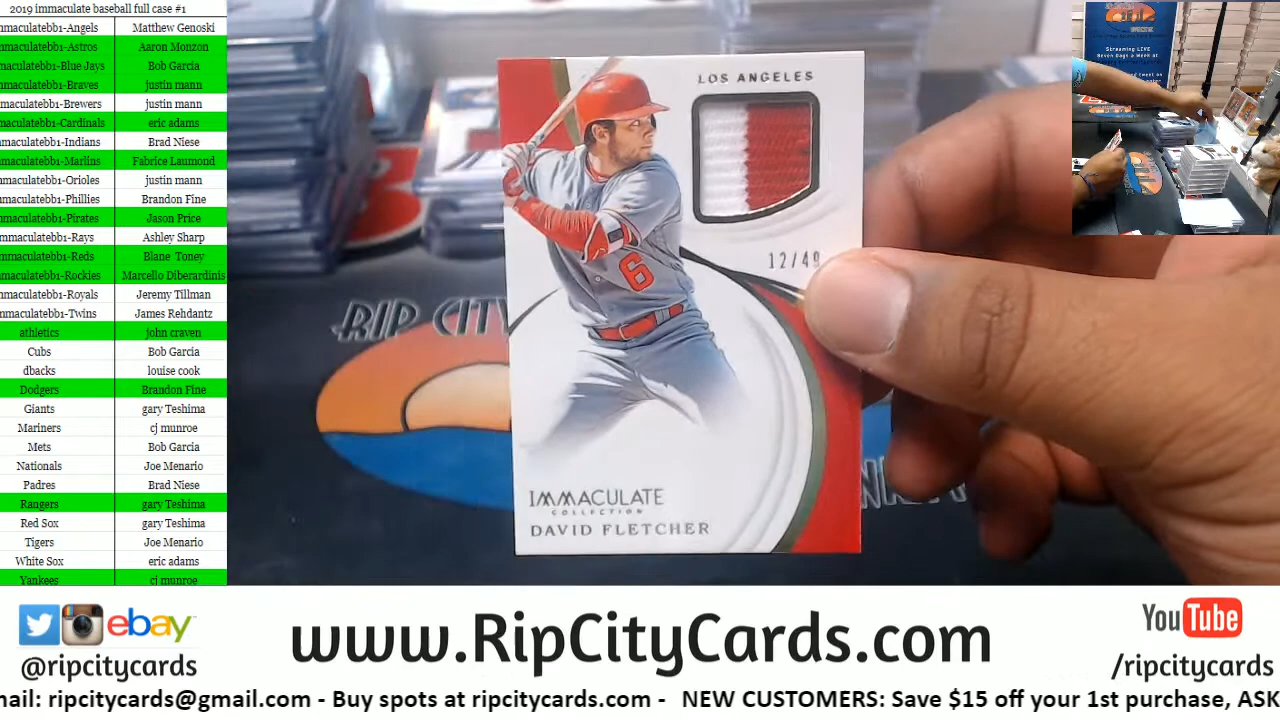 2019 immaculate baseball full case #1
mmaculatebb1-Angels Matthew Genoski
mmaculatebb1-Astros Aaron Monzon
mmaculatebb1-Blue Jays Bob Garcia
mmaculatebb1-Braves justin mann
mmaculatebb1-Brewers justin mann
mmaculatebb1-Cardinals eric adams
mmaculatebb1-Indians Brad Niese
mmaculatebb1-Marlins Fabrice Laumond
mmaculatebb1-Orioles justin mann
mmaculatebb1-Phillies Brandon Fine
mmaculatebb1-Pirates Jason Price
mmaculatebb1-Rays Ashley Sharp
mmaculatebb1-Reds Blane Toney
mmaculatebb1-Rockies Marcello Diberardinis
mmaculatebb1-Royals Jeremy Tillman
mmaculatebb1-Twins James Rehdantz
athletics john craven
Cubs Bob Garcia
dbacks louise cook
Dodgers Brandon Fine
Giants gary Teshima
Mariners cj munroe
Mets Bob Garcia
Nationals Joe Menario
Padres Brad Niese
Rangers gary Teshima
Red Sox gary Teshima
Tigers Joe Menario
White Sox eric adams
Yankees cj munroe
LOS ANGELES
12/49
6
IMMACULATE
COLLECTION
DAVID FLETCHER
RIP CITY
Streaming LIVE
Seven Days a Week at
ebay
@ripcitycards
www.RipCityCards.com
YouTube
/ripcitycards
mail: ripcitycards@gmail.com - Buy spots at ripcitycards.com - NEW CUSTOMERS: Save $15 off your 1st purchase, ASK